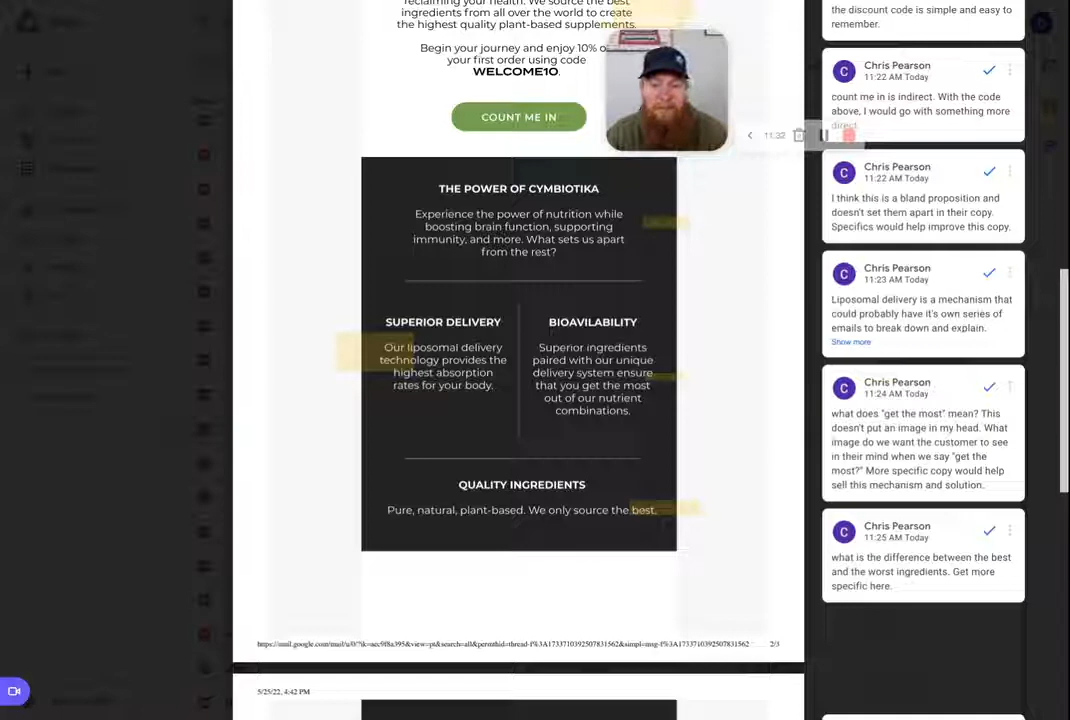 reclaiming your health. We source the best
ingredients from all over the world to create
the highest quality plant-based supplements.
Begin your journey and enjoy 10% o
your first order using code
WELCOME10.
COUNT ME IN
THE POWER OF CYMBIOTIKA
Experience the power of nutrition while
boosting brain function, supporting
immunity, and more. What sets us apart
from the rest?
SUPERIOR DELIVERY
Our liposomal delivery
technology provides the
highest absorption
rates for your body.
BIOAVILABILITY
Superior ingredients
paired with our unique
delivery system ensure
that you get the most
out of our nutrient
combinations.
QUALITY INGREDIENTS
Pure, natural, plant-based. We only source the best.
2/3
5/25/22, 4:42 PM
11:32
the discount code is simple and easy to
remember.
C
Chris Pearson
11:22 AM Today
count me in is indirect. With the code
above, I would go with something more
direct.
C
Chris Pearson
11:22 AM Today
I think this is a bland proposition and
doesn't set them apart in their copy.
Specifics would help improve this copy.
C
Chris Pearson
11:23 AM Today
Liposomal delivery is a mechanism that
could probably have it's own series of
emails to break down and explain.
Show more
C
Chris Pearson
11:24 AM Today
what does "get the most" mean? This
doesn't put an image in my head. What
image do we want the customer to see
in their mind when we say "get the
most?" More specific copy would help
sell this mechanism and solution.
C
Chris Pearson
11:25 AM Today
what is the difference between the best
and the worst ingredients. Get more
specific here.